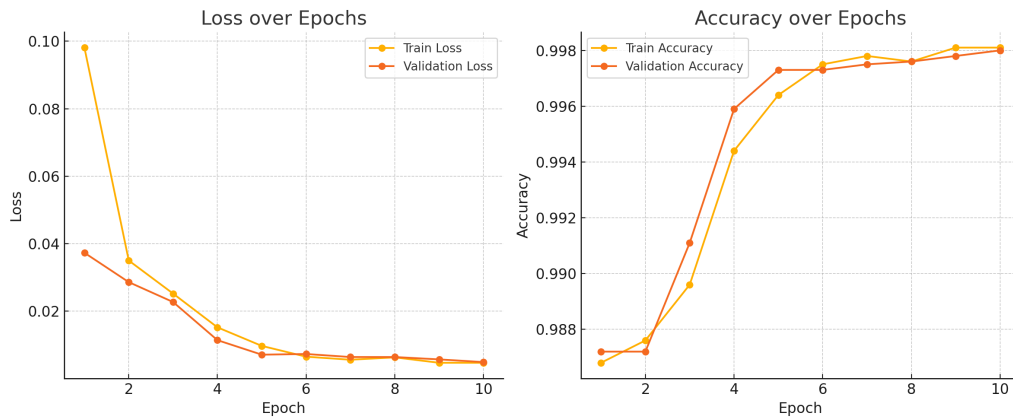 Loss over Epochs
Train Loss
Validation Loss
0.10
0.08
0.06
0.04
0.02
Loss
2
4
6
8
10
Epoch
Accuracy over Epochs
Train Accuracy
Validation Accuracy
0.998
0.996
0.994
0.992
0.990
0.988
Accuracy
2
4
6
8
10
Epoch